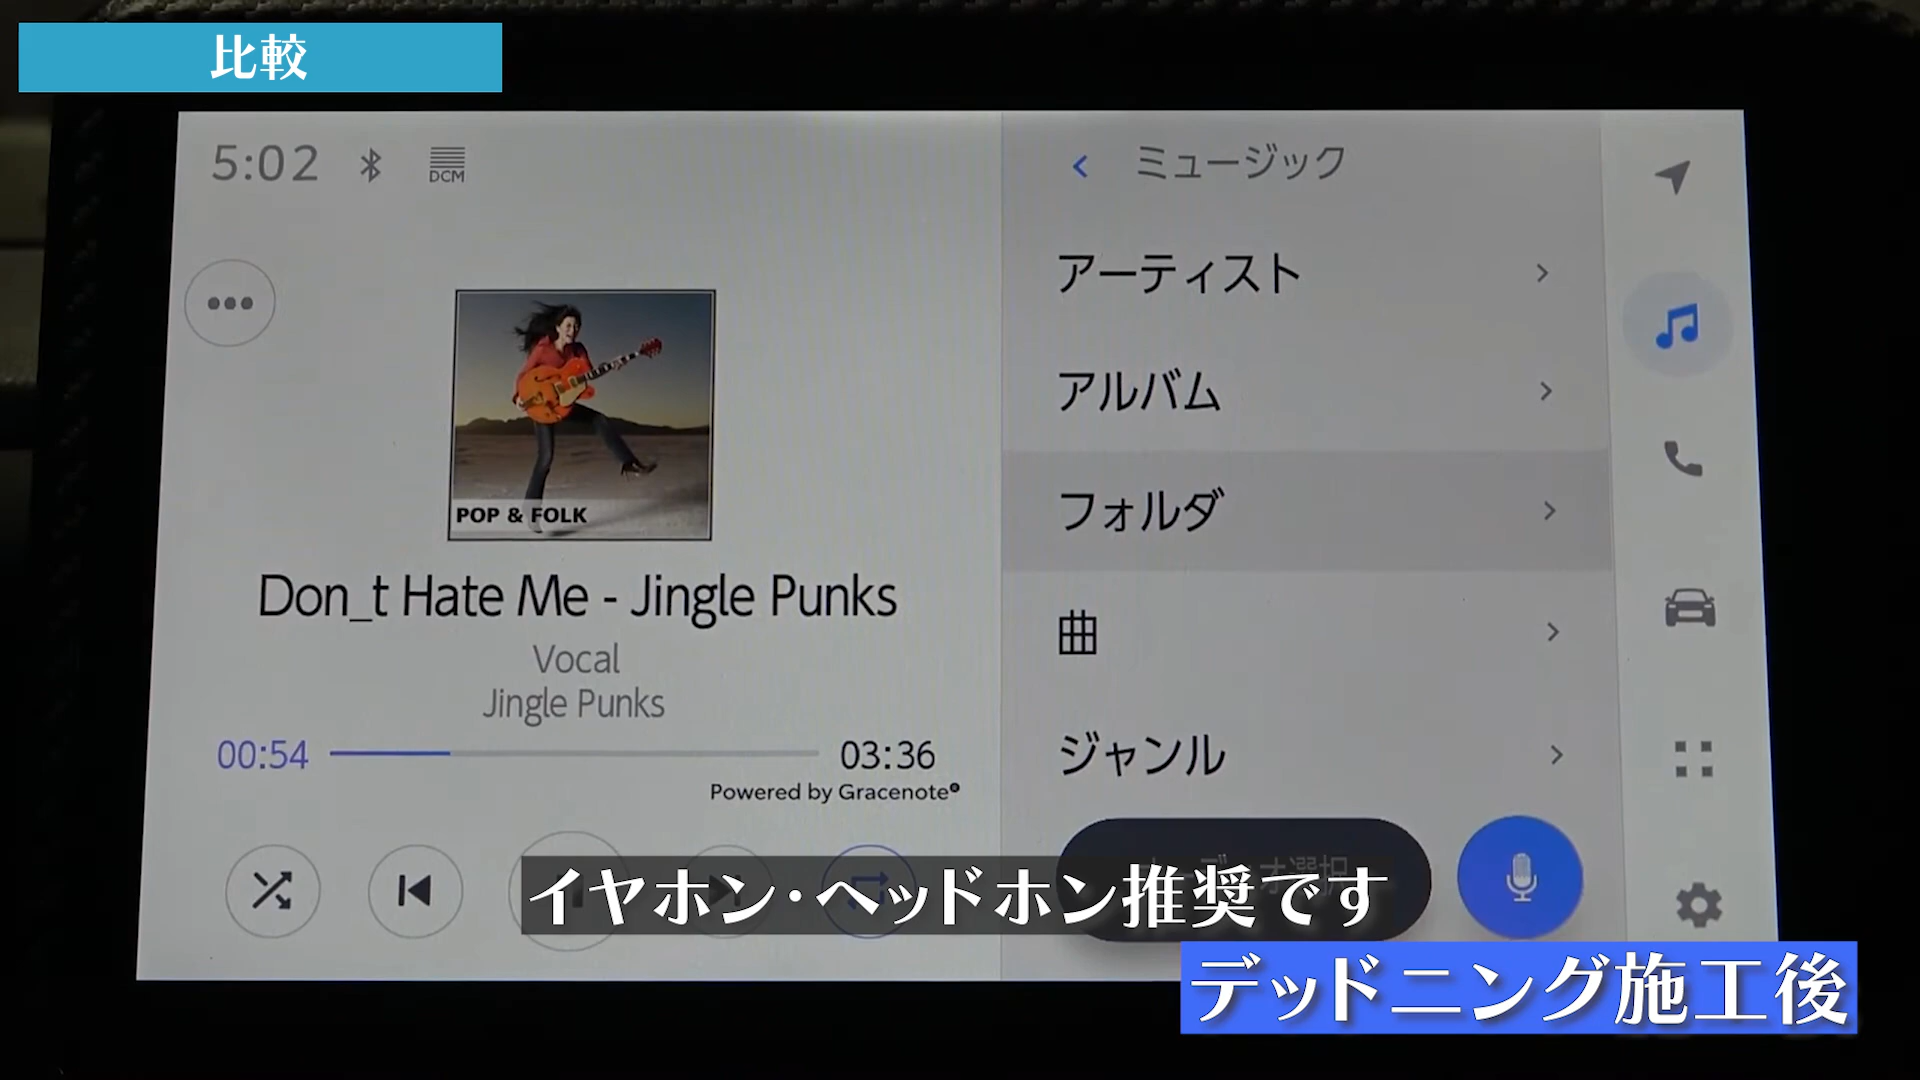 比較
5:02
DCM
POP & FOLK
Don_t Hate Me - Jingle Punks
Vocal
Jingle Punks
00:54
03:36
Powered by Gracenote®
ミュージック
アーティスト
アルバム
フォルダ
曲
ジャンル
イヤホン・ヘッドホン推奨です
デッドニング施工後